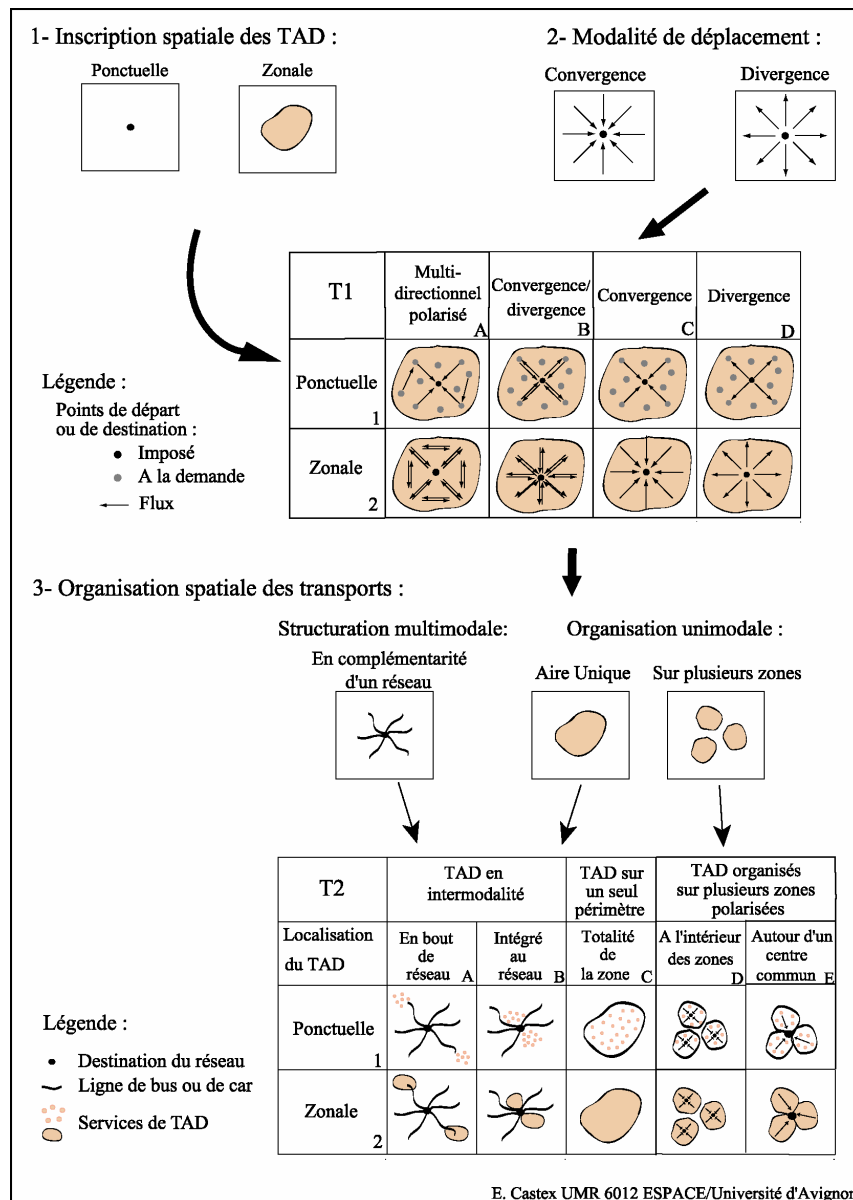 1- Inscription spatiale des TAD :
2- Modalité de déplacement :
Ponctuelle
Zonale
Convergence
Divergence
T1
Multi-
directionnel
polarisé
A
Convergence/
divergence
B
Convergence
C
Divergence
D
Ponctuelle
1
Zonale
2
Légende :
Points de départ
ou de destination :
Imposé
A la demande
Flux
3- Organisation spatiale des transports :
Structuration multimodale:
En complémentarité
d'un réseau
Organisation unimodale :
Aire Unique
Sur plusieurs zones
T2
TAD en
intermodalité
TAD sur
un seul
périmètre
TAD organisés
sur plusieurs zones
polarisées
Localisation
du TAD
En bout
de
réseau
A
Intégré
au
réseau
B
Totalité
de
la zone
C
A l'intérieur
des zones
D
Autour d'un
centre
commun
E
Ponctuelle
1
Zonale
2
Légende :
Destination du réseau
Ligne de bus ou de car
Services de TAD
E. Castex UMR 6012 ESPACE/Université d'Avignon